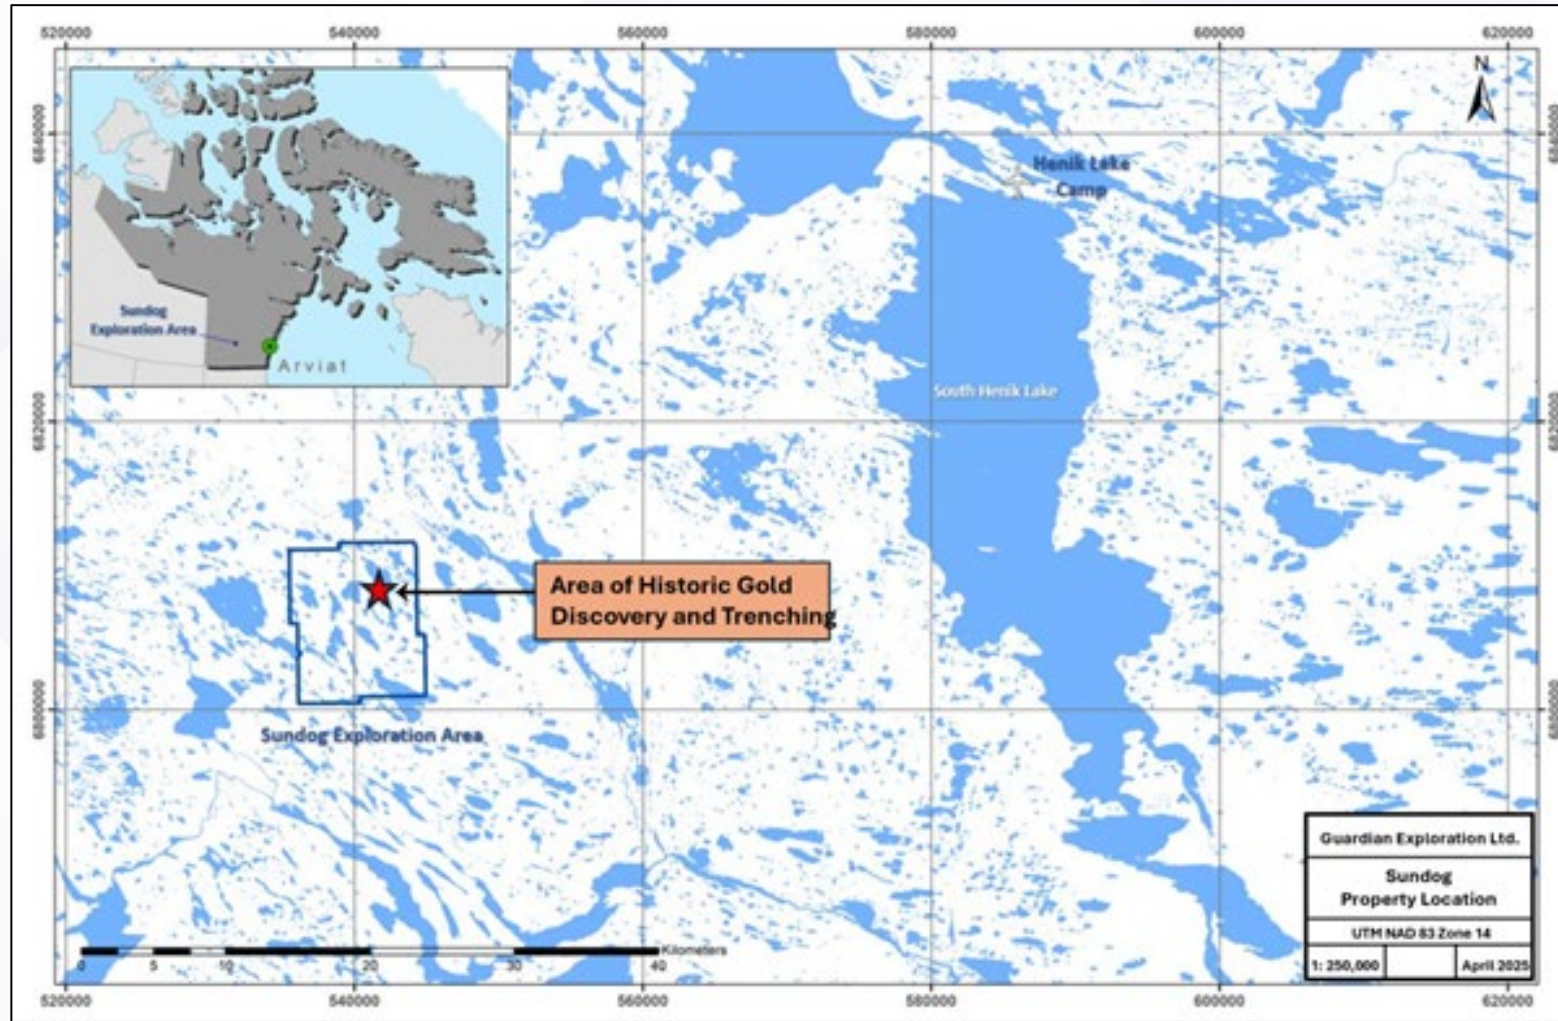 520000 540000 560000 580000 600000 620000
N
6840000
6840000
Henik Lake
Camp
Sundog
Exploration Area
Arviat
South Henik Lake
6820000
6820000
Area of Historic Gold
Discovery and Trenching
6800000
6800000
Sundog Exploration Area
Guardian Exploration Ltd.
Sundog
Property Location
UTM NAD 83 Zone 14
1: 250,000 April 2025
Kilometers
0 5 10 20 30 40
520000 540000 560000 580000 600000 620000